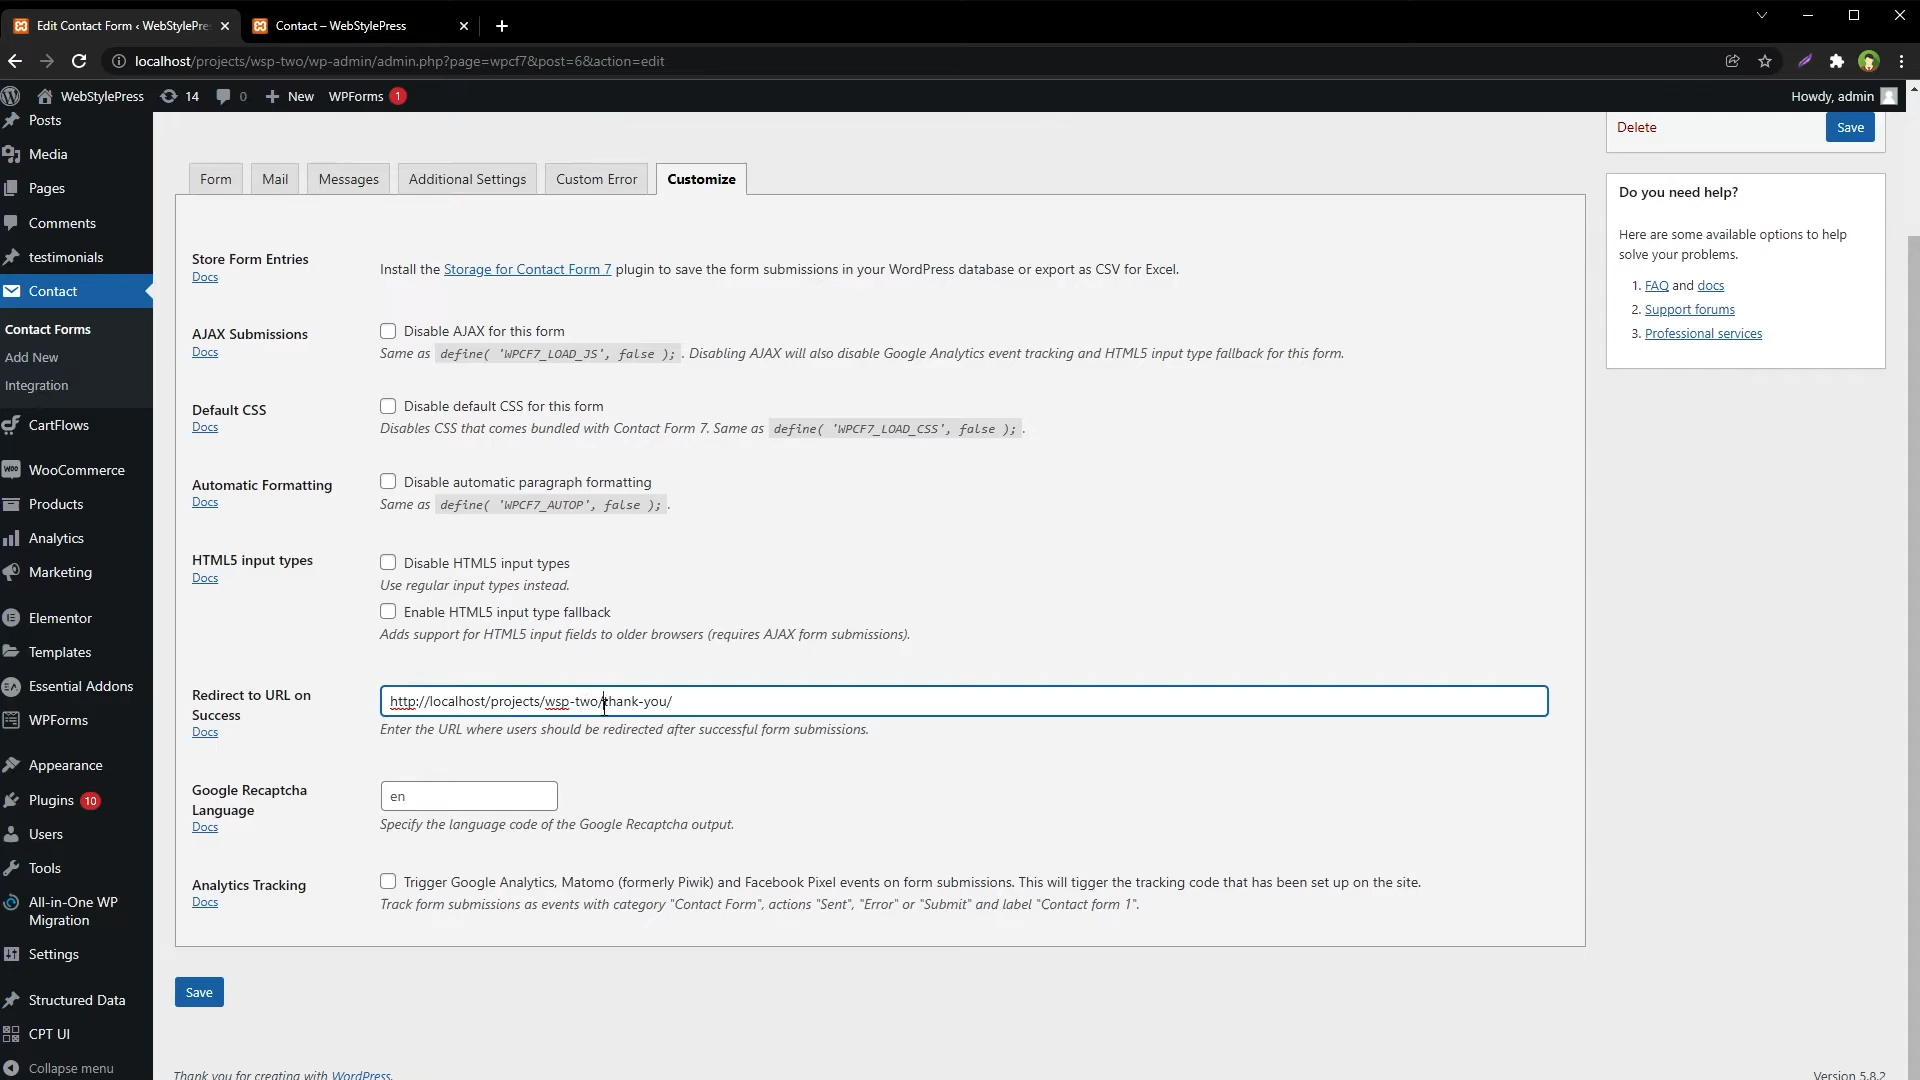 Edit Contact Form ‹ WebStylePre
Contact – WebStylePress
localhost/projects/wsp-two/wp-admin/admin.php?page=wpcf7&post=6&action=edit
WebStylePress
14
0
New
WPForms
1
Howdy, admin
Posts
Media
Pages
Comments
testimonials
Contact
Contact Forms
Add New
Integration
CartFlows
WooCommerce
Products
Analytics
Marketing
Elementor
Templates
Essential Addons
WPForms
Appearance
Plugins 10
Users
Tools
All-in-One WP
Migration
Settings
Structured Data
CPT UI
Collapse menu
Form
Mail
Messages
Additional Settings
Custom Error
Customize
Store Form Entries
Docs
Install the Storage for Contact Form 7 plugin to save the form submissions in your WordPress database or export as CSV for Excel.
AJAX Submissions
Docs
Disable AJAX for this form
Same as define( 'WPCF7_LOAD_JS', false ); . Disabling AJAX will also disable Google Analytics event tracking and HTML5 input type fallback for this form.
Default CSS
Docs
Disable default CSS for this form
Disables CSS that comes bundled with Contact Form 7. Same as define( 'WPCF7_LOAD_CSS', false ); .
Automatic Formatting
Docs
Disable automatic paragraph formatting
Same as define( 'WPCF7_AUTOP', false ); .
HTML5 input types
Docs
Disable HTML5 input types
Use regular input types instead.
Enable HTML5 input type fallback
Adds support for HTML5 input fields to older browsers (requires AJAX form submissions).
Redirect to URL on
Success
Docs
http://localhost/projects/wsp-two/thank-you/
Enter the URL where users should be redirected after successful form submissions.
Google Recaptcha
Language
Docs
en
Specify the language code of the Google Recaptcha output.
Analytics Tracking
Docs
Trigger Google Analytics, Matomo (formerly Piwik) and Facebook Pixel events on form submissions. This will tigger the tracking code that has been set up on the site.
Track form submissions as events with category "Contact Form", actions "Sent", "Error" or "Submit" and label "Contact form 1".
Save
Delete
Save
Do you need help?
Here are some available options to help
solve your problems.
1. FAQ and docs
2. Support forums
3. Professional services
Thank you for creating with WordPress.
Version 5.8.2